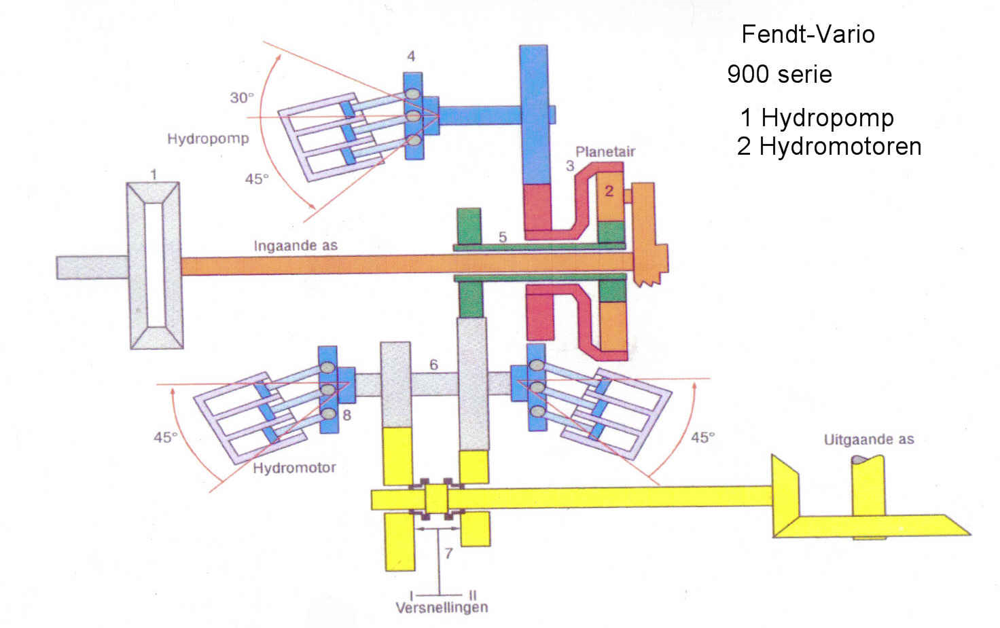 Fendt-Vario
900 serie
1 Hydropomp
2 Hydromotoren
4
30°
Hydropomp
45°
Planetair
3
2
1
5
Ingaande as
6
8
45°
Hydromotor
45°
Uitgaande as
7
I II
Versnellingen